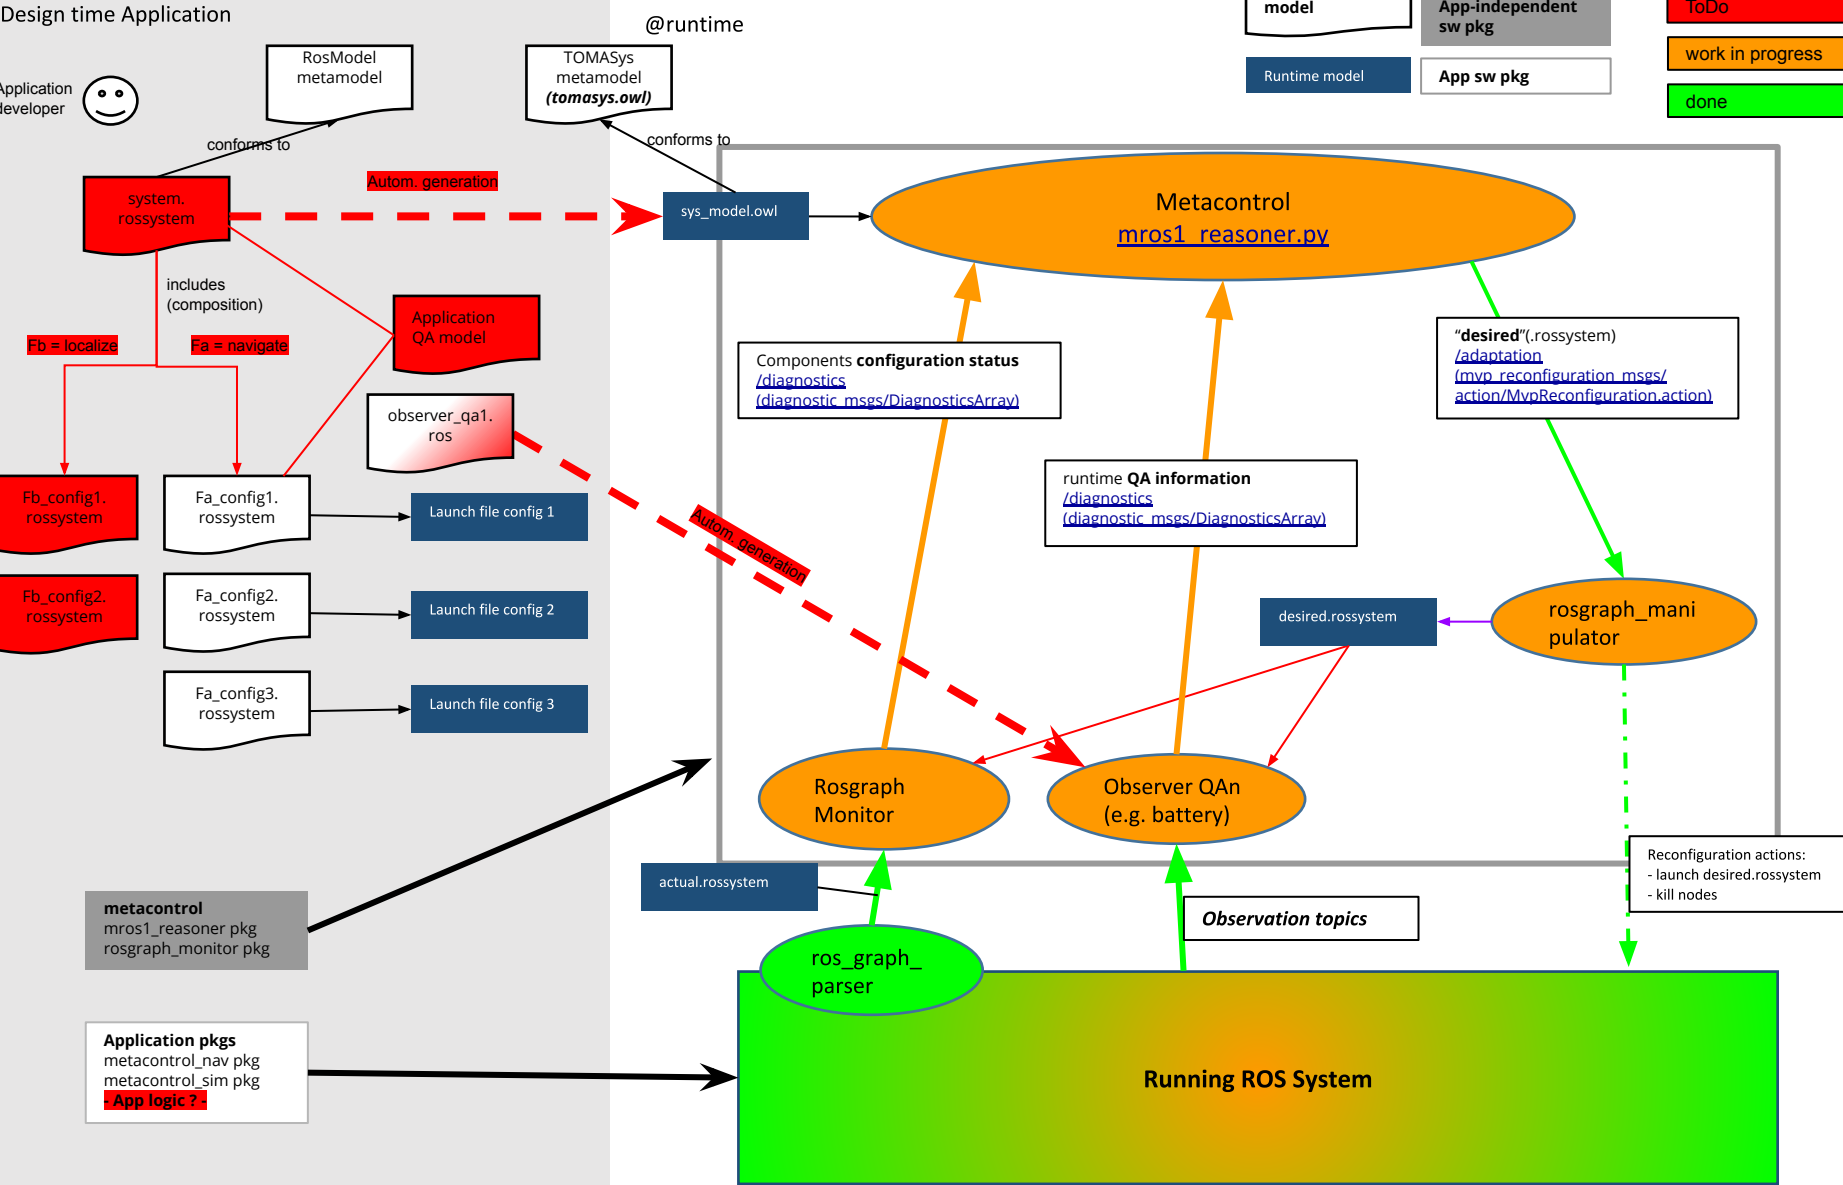 Design time Application
@runtime
model
App-independent
sw pkg
ToDo
work in progress
Runtime model
App sw pkg
done
RosModel
metamodel
TOMASys
metamodel
(tomasys.owl)
Application
developer
conforms to
conforms to
system.
rossystem
Autom. generation
sys_model.owl
Metacontrol
mros1_reasoner.py
includes
(composition)
Application
QA model
Fb = localize
Fa = navigate
Components configuration status
/diagnostics
(diagnostic_msgs/DiagnosticsArray)
"desired"(.rossystem)
/adaptation
(mvp_reconfiguration_msgs/
action/MvpReconfiguration.action)
observer_qa1.
ros
runtime QA information
/diagnostics
(diagnostic_msgs/DiagnosticsArray)
Fb_config1.
rossystem
Fa_config1.
rossystem
Launch file config 1
Autom. generation
Fb_config2.
rossystem
Fa_config2.
rossystem
Launch file config 2
desired.rossystem
rosgraph_mani
pulator
Fa_config3.
rossystem
Launch file config 3
Rosgraph
Monitor
Observer QAn
(e.g. battery)
Reconfiguration actions:
- launch desired.rossystem
- kill nodes
actual.rossystem
metacontrol
mros1_reasoner pkg
rosgraph_monitor pkg
Observation topics
ros_graph_
parser
Application pkgs
metacontrol_nav pkg
metacontrol_sim pkg
- App logic ? -
Running ROS System